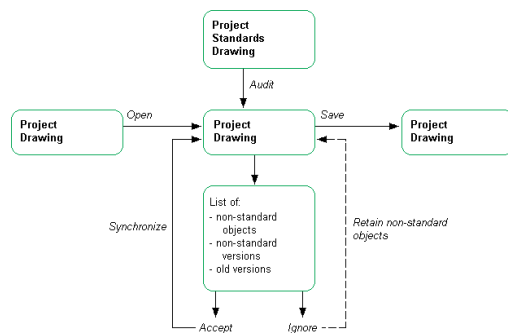 Project
Standards
Drawing
Audit
Open
Save
Project
Drawing
Project
Drawing
Project
Drawing
List of:
- non-standard
objects
- non-standard
versions
- old versions
Synchronize
Retain non-standard
objects
Accept
Ignore